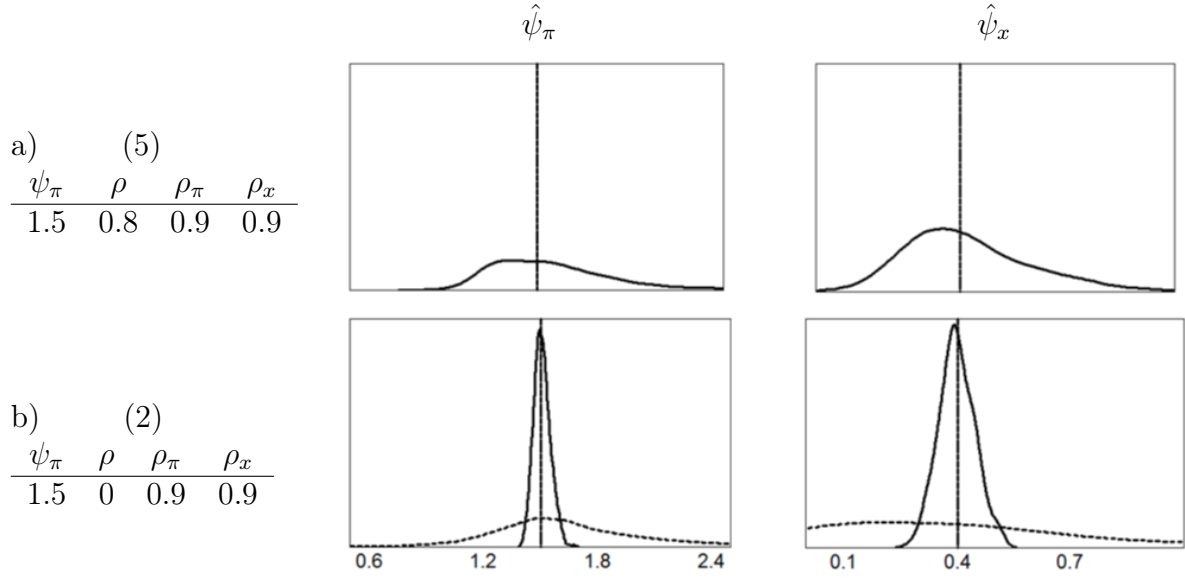 ψ̂_π ψ̂_x
a) (5)
ψ_π ρ ρ_π ρ_x
1.5 0.8 0.9 0.9
b) (2)
ψ_π ρ ρ_π ρ_x
1.5 0 0.9 0.9
0.6 1.2 1.8 2.4 0.1 0.4 0.7